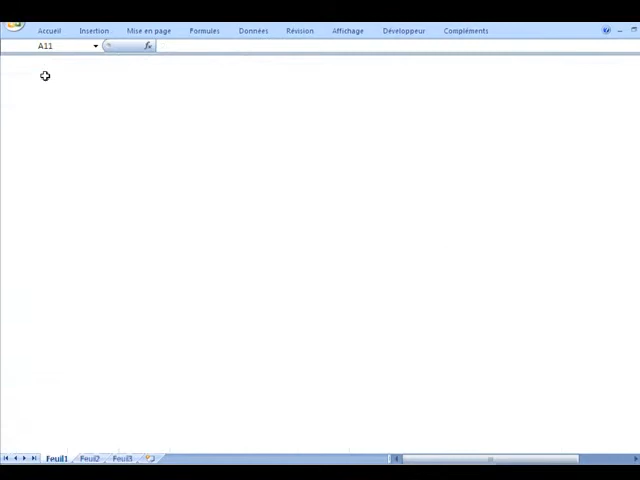 Accueil Insertion Mise en page Formules Données Révision Affichage Développeur Compléments
A11 fx
Feuil1 Feuil2 Feuil3